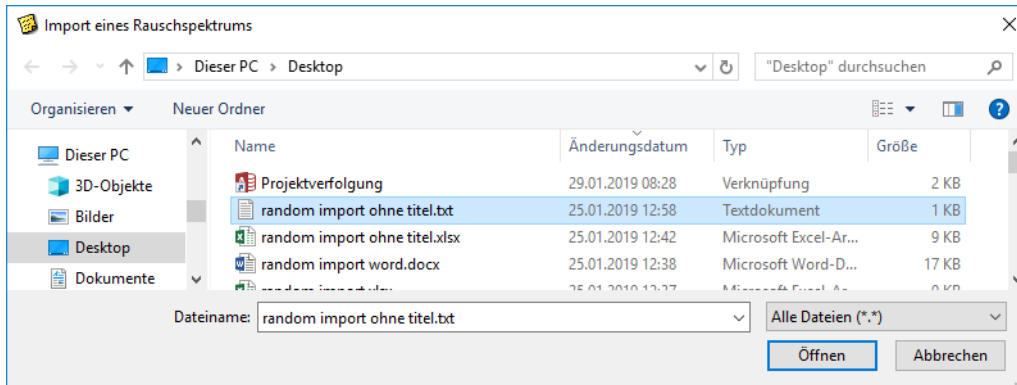 Import eines Rauschspektrums
Dieser PC > Desktop
"Desktop" durchsuchen
Organisieren
Neuer Ordner
Name Änderungsdatum Typ Größe
Dieser PC
3D-Objekte
Bilder
Desktop
Dokumente
Projektverfolgung 29.01.2019 08:28 Verknüpfung 2 KB
random import ohne titel.txt 25.01.2019 12:58 Textdokument 1 KB
random import ohne titel.xlsx 25.01.2019 12:42 Microsoft Excel-Ar... 9 KB
random import word.docx 25.01.2019 12:38 Microsoft Word-D... 17 KB
Dateiname: random import ohne titel.txt
Alle Dateien (*.*)
Öffnen
Abbrechen